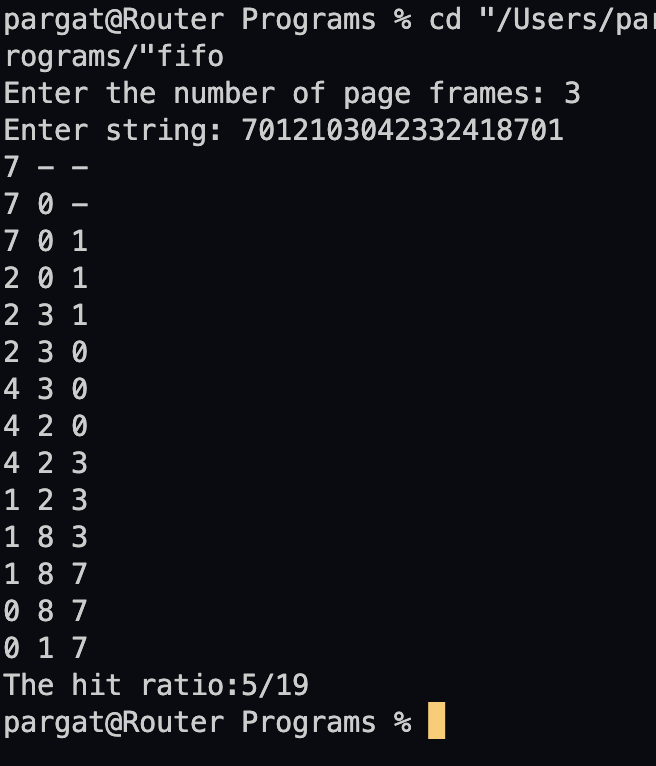 pargat@Router Programs % cd "/Users/par
rograms/"fifo
Enter the number of page frames: 3
Enter string: 7012103042332418701
7 - -
7 0 -
7 0 1
2 0 1
2 3 1
2 3 0
4 3 0
4 2 0
4 2 3
1 2 3
1 8 3
1 8 7
0 8 7
0 1 7
The hit ratio:5/19
pargat@Router Programs %